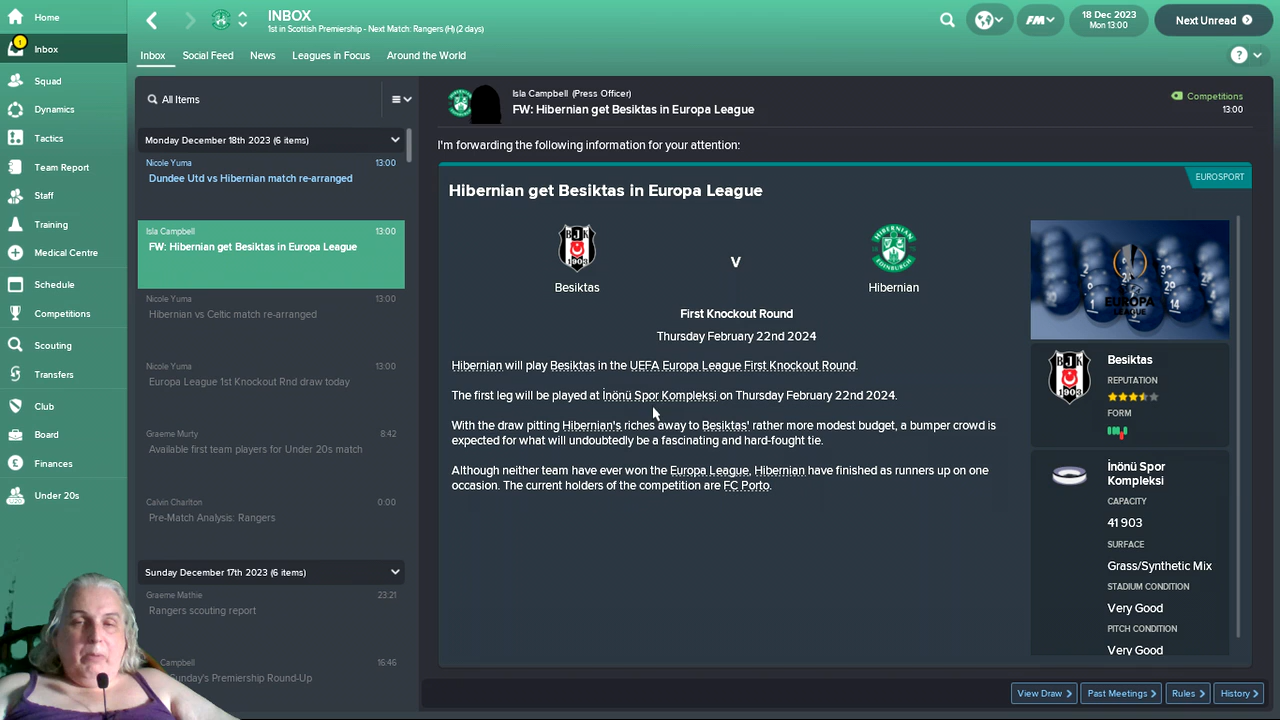 Home
Inbox
1
Squad
Dynamics
Tactics
Team Report
Staff
Training
Medical Centre
Schedule
Competitions
Scouting
Transfers
Club
Board
Finances
Under 20s
INBOX
1st in Scottish Premiership - Next Match: Rangers (H) (2 days)
FM
18 Dec 2023
Mon 13:00
Next Unread
Inbox
Social Feed
News
Leagues in Focus
Around the World
?
All Items
Monday December 18th 2023 (6 items)
Nicole Yuma 13:00
Dundee Utd vs Hibernian match re-arranged
Isla Campbell 13:00
FW: Hibernian get Besiktas in Europa League
Nicole Yuma 13:00
Hibernian vs Celtic match re-arranged
Nicole Yuma 13:00
Europa League 1st Knockout Rnd draw today
Graeme Murty 8:42
Available first team players for Under 20s match
Calvin Charlton 0:00
Pre-Match Analysis: Rangers
Sunday December 17th 2023 (6 items)
Graeme Mathie 23:21
Rangers scouting report
Campbell 16:46
Sunday's Premiership Round-Up
Isla Campbell (Press Officer)
FW: Hibernian get Besiktas in Europa League
Competitions
13:00
I'm forwarding the following information for your attention:
EUROSPORT
Hibernian get Besiktas in Europa League
BJK
1903
HIBERNIAN
EDINBURGH
V
Besiktas
Hibernian
First Knockout Round
Thursday February 22nd 2024
Hibernian will play Besiktas in the UEFA Europa League First Knockout Round.
The first leg will be played at İnönü Spor Kompleksi on Thursday February 22nd 2024.
With the draw pitting Hibernian's riches away to Besiktas' rather more modest budget, a bumper crowd is
expected for what will undoubtedly be a fascinating and hard-fought tie.
Although neither team have ever won the Europa League, Hibernian have finished as runners up on one
occasion. The current holders of the competition are FC Porto.
EUROPA
LEAGUE
Besiktas
REPUTATION
FORM
İnönü Spor
Kompleksi
CAPACITY
41 903
SURFACE
Grass/Synthetic Mix
STADIUM CONDITION
Very Good
PITCH CONDITION
Very Good
View Draw
Past Meetings
Rules
History